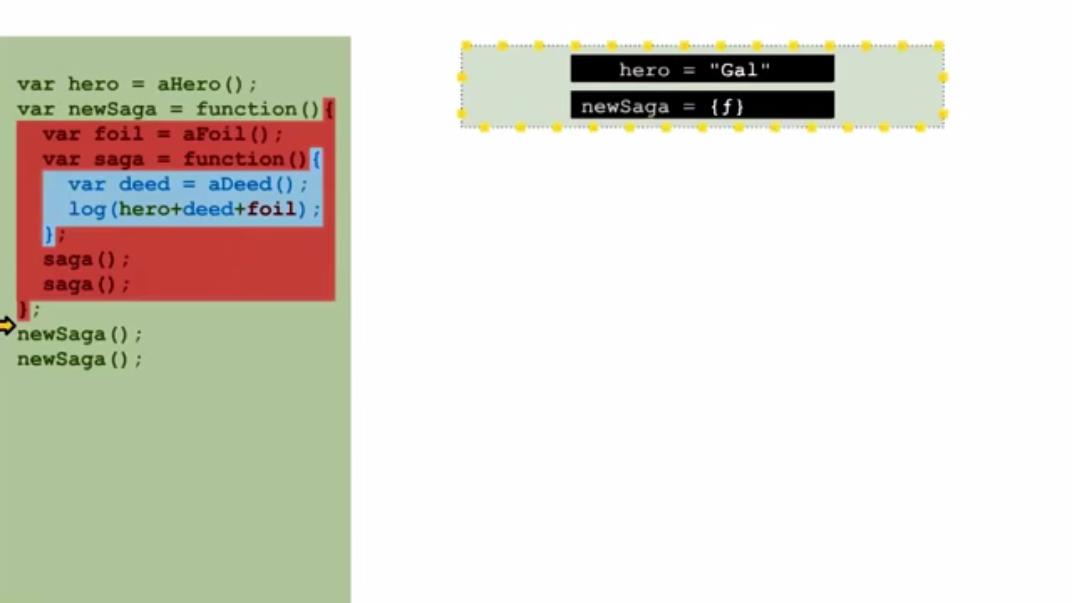 var hero = aHero();
var newSaga = function(){
  var foil = aFoil();
  var saga = function(){
    var deed = aDeed();
    log(hero+deed+foil);
  };
  saga();
  saga();
};
newSaga();
newSaga();
hero = "Gal"
newSaga = {ƒ}